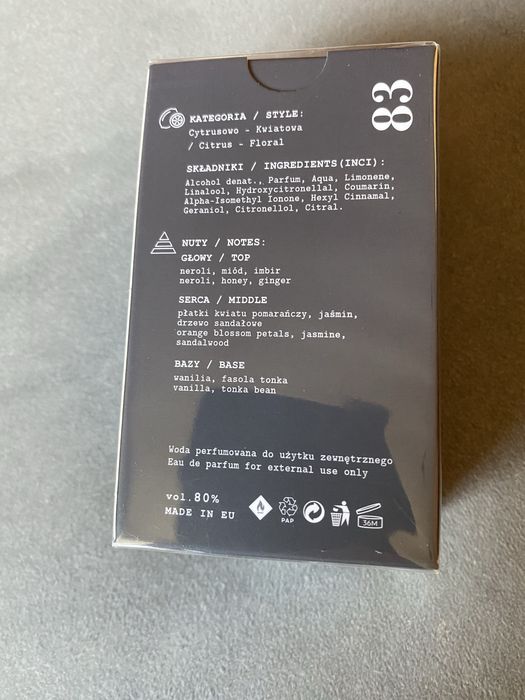 83
KATEGORIA / STYLE:
Cytrusowo - Kwiatowa
/ Citrus - Floral
SKŁADNIKI / INGREDIENTS(INCI):
Alcohol denat., Parfum, Aqua, Limonene,
Linalool, Hydroxycitronellal, Coumarin,
Alpha-Isomethyl Ionone, Hexyl Cinnamal,
Geraniol, Citronellol, Citral.
NUTY / NOTES:
GŁOWY / TOP
neroli, miód, imbir
neroli, honey, ginger
SERCA / MIDDLE
płatki kwiatu pomarańczy, jaśmin,
drzewo sandałowe
orange blossom petals, jasmine,
sandalwood
BAZY / BASE
wanilia, fasola tonka
vanilla, tonka bean
Woda perfumowana do użytku zewnętrznego
Eau de parfum for external use only
vol.80%
MADE IN EU
PAP
36M